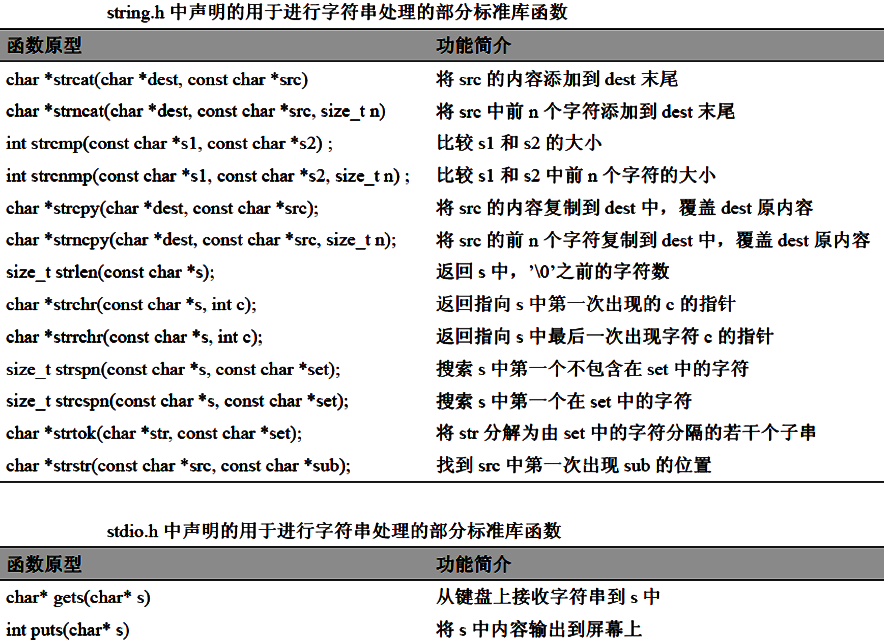 string.h 中声明的用于进行字符串处理的部分标准库函数
函数原型 功能简介
char *strcat(char *dest, const char *src) 将 src 的内容添加到 dest 末尾
char *strncat(char *dest, const char *src, size_t n) 将 src 中前 n 个字符添加到 dest 末尾
int strcmp(const char *s1, const char *s2) ; 比较 s1 和 s2 的大小
int strcnmp(const char *s1, const char *s2, size_t n) ; 比较 s1 和 s2 中前 n 个字符的大小
char *strcpy(char *dest, const char *src); 将 src 的内容复制到 dest 中，覆盖 dest 原内容
char *strncpy(char *dest, const char *src, size_t n); 将 src 的前 n 个字符复制到 dest 中，覆盖 dest 原内容
size_t strlen(const char *s); 返回 s 中，’\0’之前的字符数
char *strchr(const char *s, int c); 返回指向 s 中第一次出现的 c 的指针
char *strrchr(const char *s, int c); 返回指向 s 中最后一次出现字符 c 的指针
size_t strspn(const char *s, const char *set); 搜索 s 中第一个不包含在 set 中的字符
size_t strcspn(const char *s, const char *set); 搜索 s 中第一个在 set 中的字符
char *strtok(char *str, const char *set); 将 str 分解为由 set 中的字符分隔的若干个子串
char *strstr(const char *src, const char *sub); 找到 src 中第一次出现 sub 的位置
stdio.h 中声明的用于进行字符串处理的部分标准库函数
函数原型 功能简介
char* gets(char* s) 从键盘上接收字符串到 s 中
int puts(char* s) 将 s 中内容输出到屏幕上